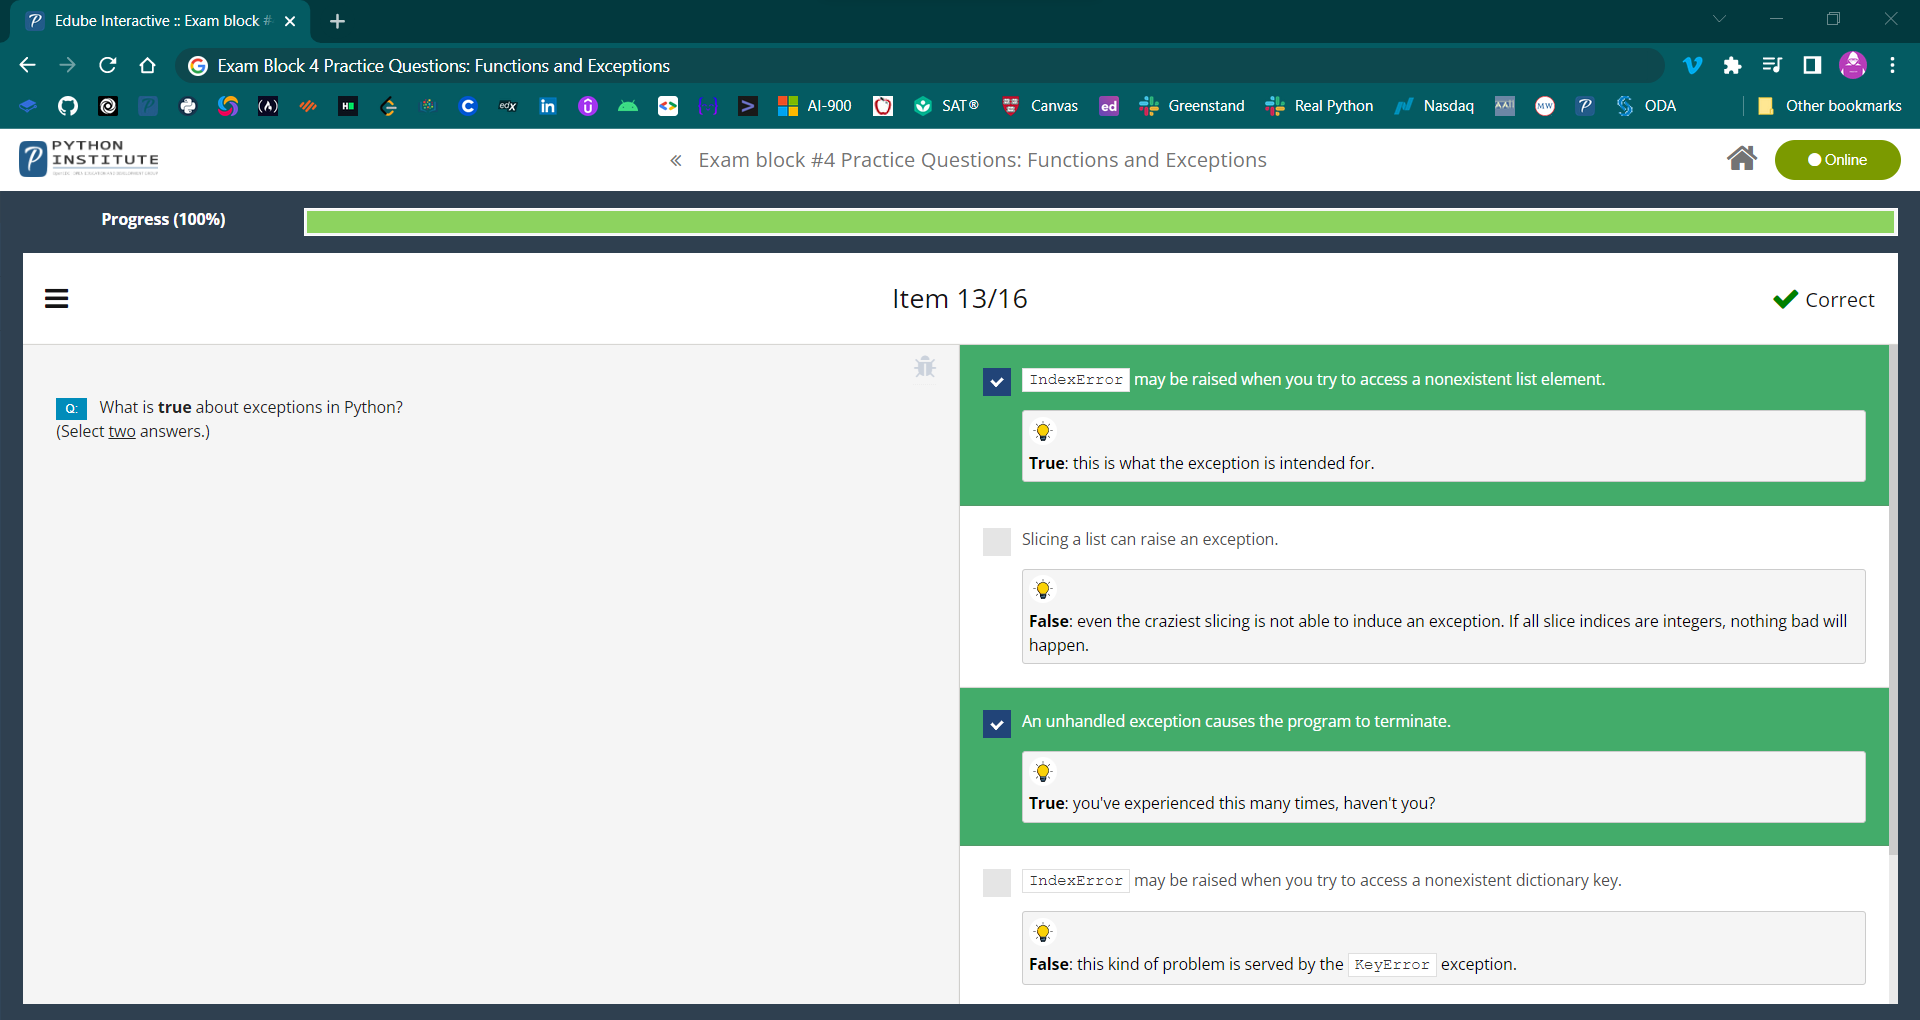 Edube Interactive :: Exam block #
Exam Block 4 Practice Questions: Functions and Exceptions
AI-900
SAT®
Canvas
ed
Greenstand
Real Python
Nasdaq
MW
ODA
Other bookmarks
PYTHON
INSTITUTE
« Exam block #4 Practice Questions: Functions and Exceptions
Online
Progress (100%)
Item 13/16
Correct
Q: What is true about exceptions in Python?
(Select two answers.)
IndexError may be raised when you try to access a nonexistent list element.
True: this is what the exception is intended for.
Slicing a list can raise an exception.
False: even the craziest slicing is not able to induce an exception. If all slice indices are integers, nothing bad will
happen.
An unhandled exception causes the program to terminate.
True: you've experienced this many times, haven't you?
IndexError may be raised when you try to access a nonexistent dictionary key.
False: this kind of problem is served by the KeyError exception.